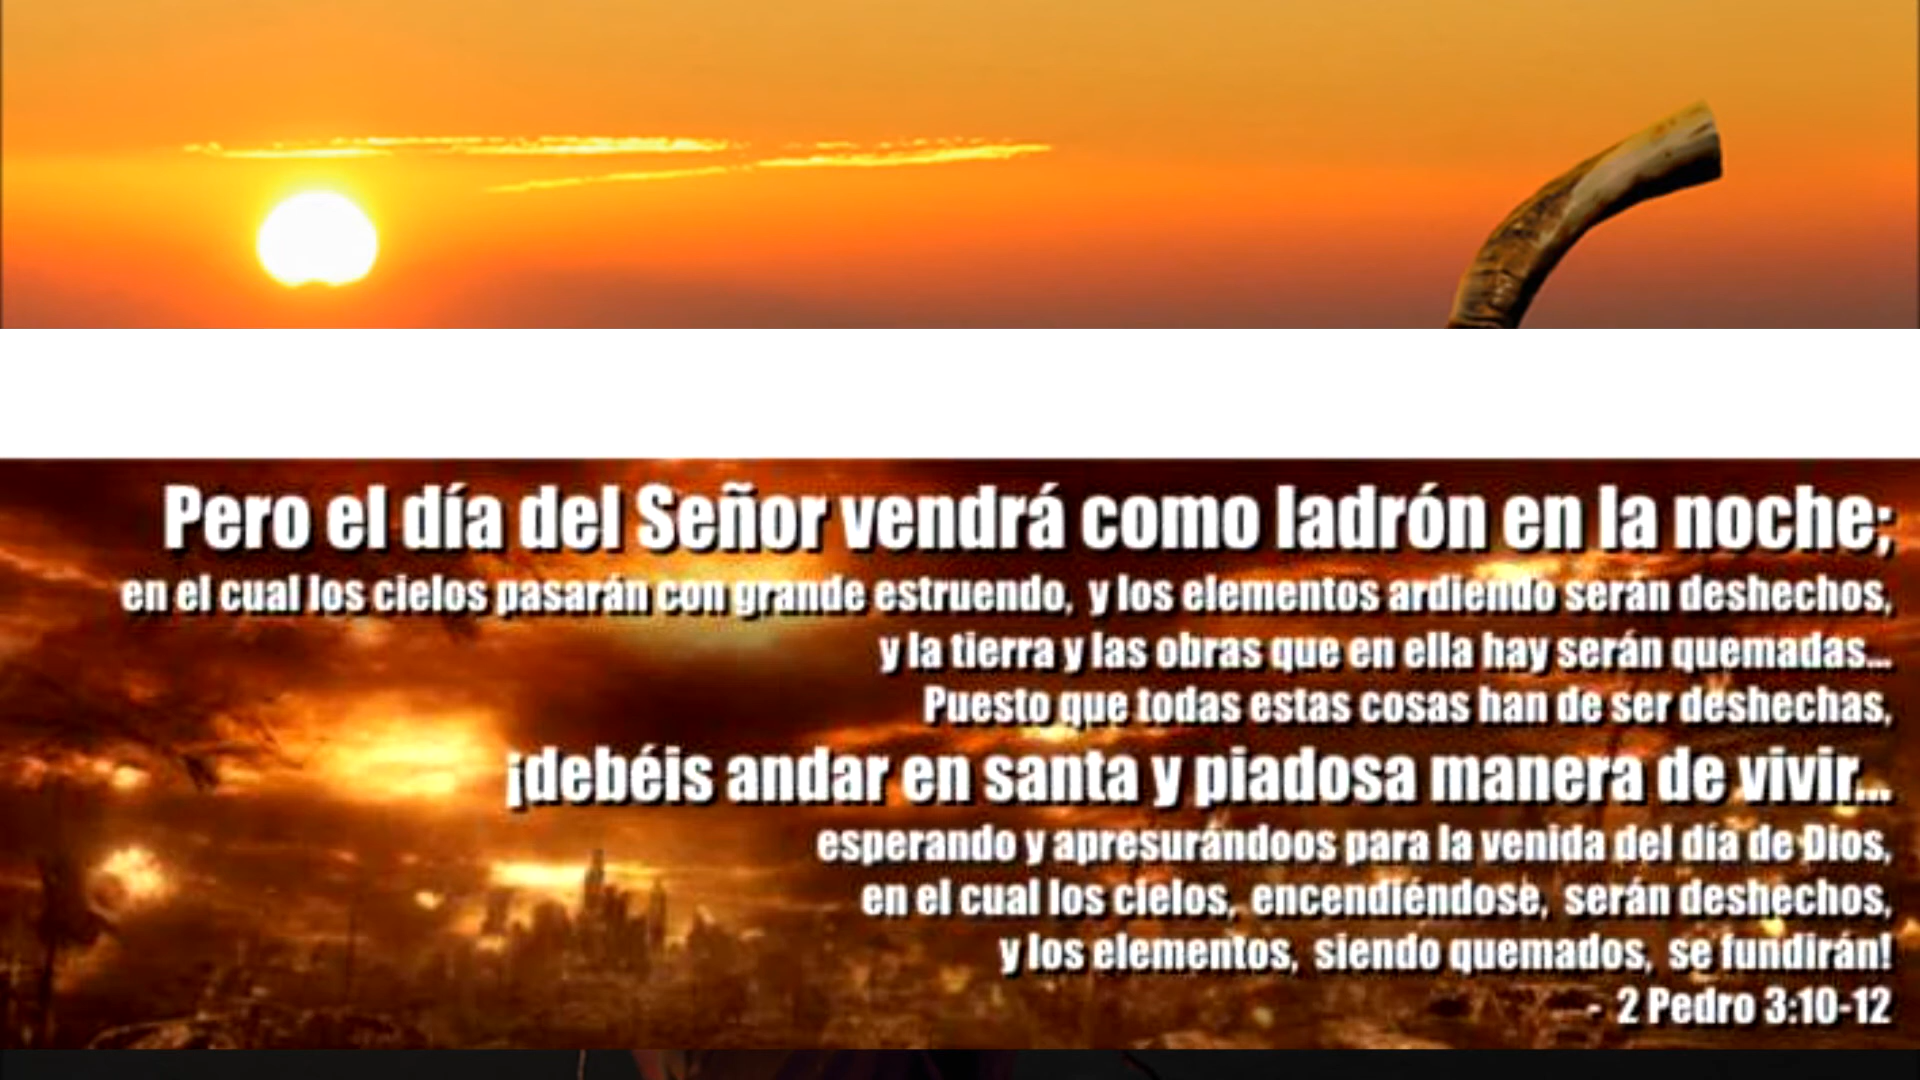 Pero el día del Señor vendrá como ladrón en la noche;
en el cual los cielos pasarán con grande estruendo, y los elementos ardiendo serán deshechos,
y la tierra y las obras que en ella hay serán quemadas...
Puesto que todas estas cosas han de ser deshechas,
¡debéis andar en santa y piadosa manera de vivir...
esperando y apresurándoos para la venida del día de Dios,
en el cual los cielos, encendiéndose, serán deshechos,
y los elementos, siendo quemados, se fundirán!
- 2 Pedro 3:10-12